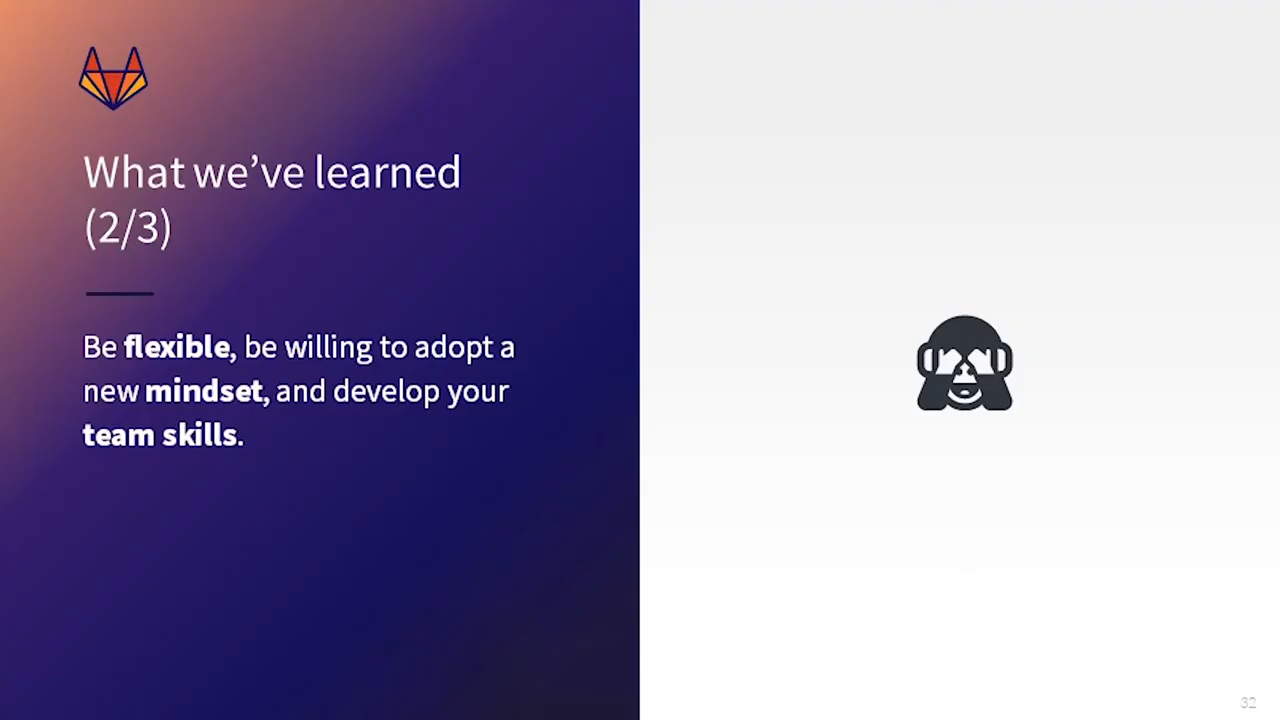 What we’ve learned
(2/3)
Be flexible, be willing to adopt a
new mindset, and develop your
team skills.
32